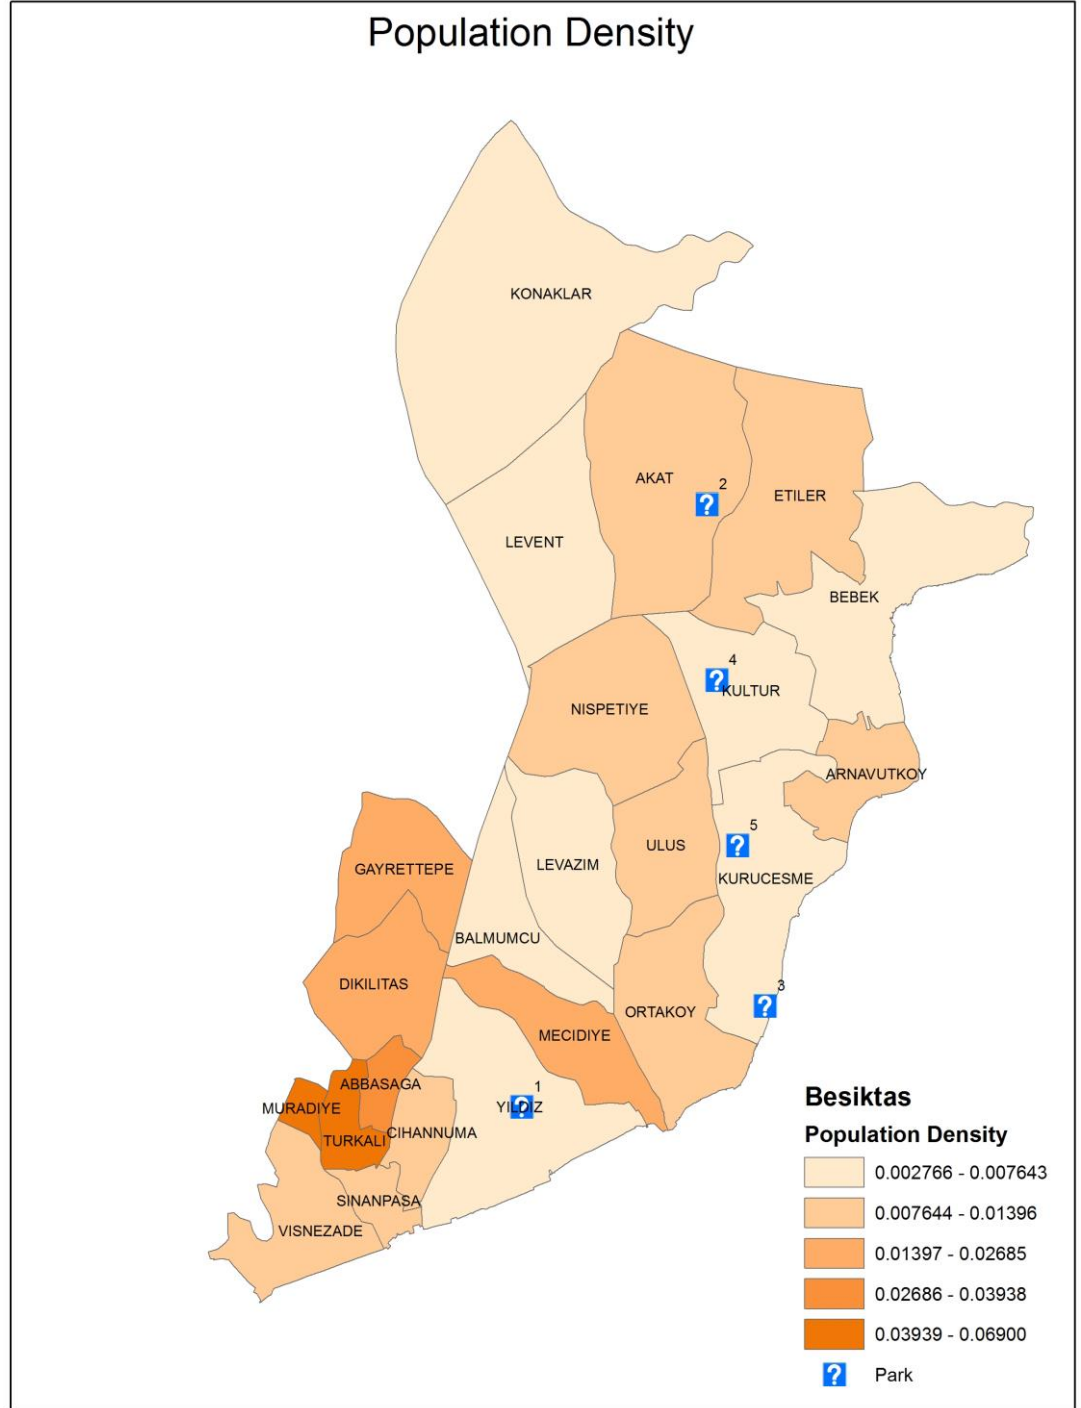 Population Density
KONAKLAR
AKAT
2
ETILER
LEVENT
BEBEK
4
KULTUR
NISPETIYE
ARNAVUTKOY
5
ULUS
LEVAZIM
GAYRETTEPE
KURUCESME
BALMUMCU
DIKILITAS
3
ORTAKOY
MECIDIYE
ABBASAGA
1
YILDIZ
MURADIYE
CIHANNUMA
TURKALI
SINANPASA
VISNEZADE
Besiktas
Population Density
0.002766 - 0.007643
0.007644 - 0.01396
0.01397 - 0.02685
0.02686 - 0.03938
0.03939 - 0.06900
Park